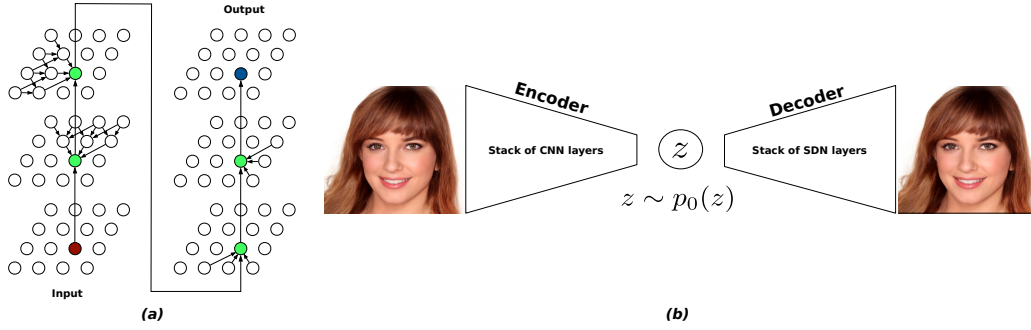 Output
Input
(a)
Encoder
Stack of CNN layers
z
z ∼ p₀(z)
Decoder
Stack of SDN layers
(b)